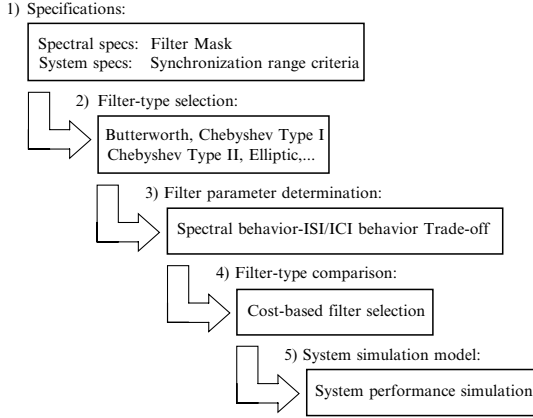 1) Specifications:
Spectral specs: Filter Mask
System specs: Synchronization range criteria
2) Filter-type selection:
Butterworth, Chebyshev Type I
Chebyshev Type II, Elliptic,...
3) Filter parameter determination:
Spectral behavior-ISI/ICI behavior Trade-off
4) Filter-type comparison:
Cost-based filter selection
5) System simulation model:
System performance simulation